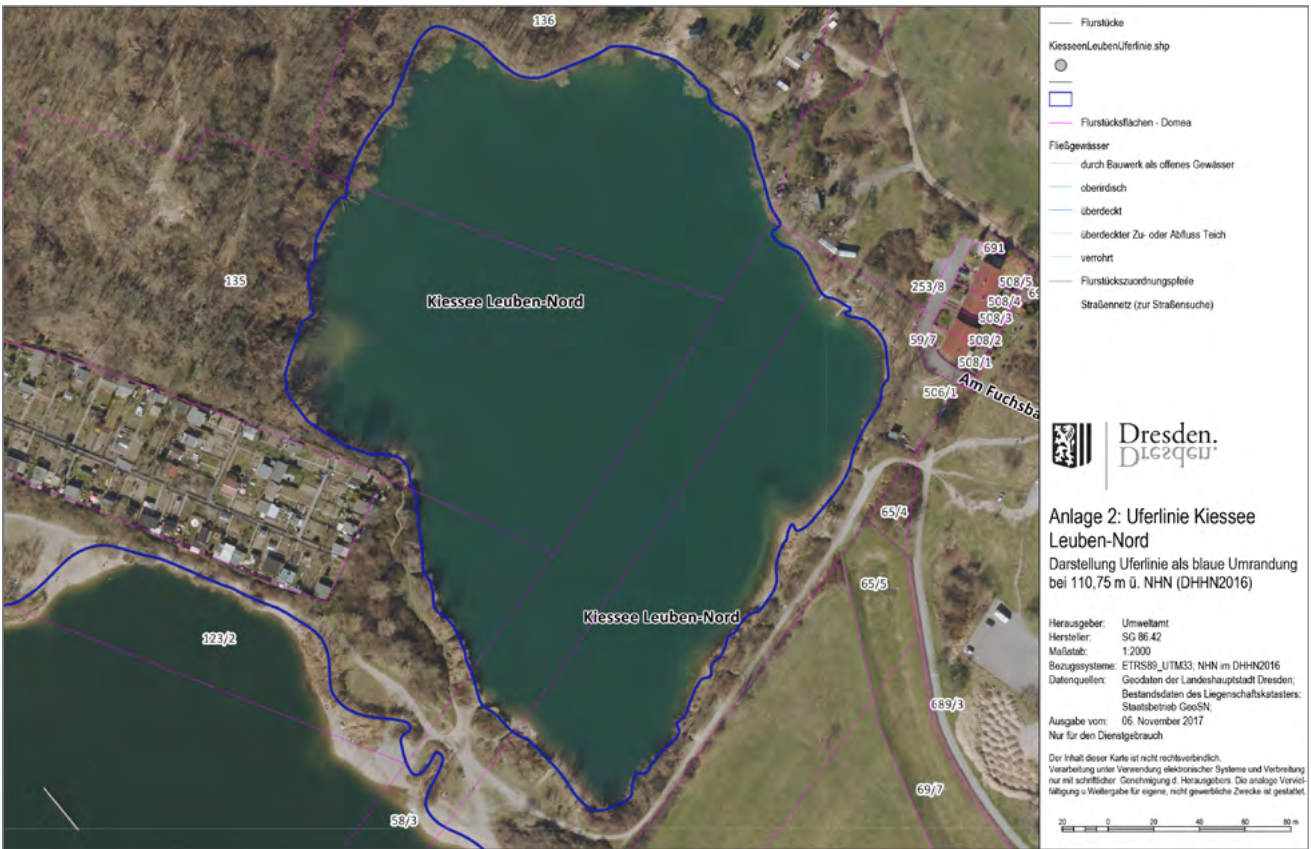 136
135
Kiessee Leuben-Nord
691
253/8
508/5
508/4
508/3
59/7
508/2
508/1
506/1
Am Fuchsba
65/4
65/5
Kiessee Leuben-Nord
123/2
689/3
69/7
58/3
Flurstücke
KiesseenLeubenUferlinie.shp
Flurstücksflächen - Domea
Fließgewässer
durch Bauwerk als offenes Gewässer
oberirdisch
überdeckt
überdeckter Zu- oder Abfluss Teich
verrohrt
Flurstückszuordnungspfeile
Straßennetz (zur Straßensuche)
Dresden.
Dresden.
Anlage 2: Uferlinie Kiessee
Leuben-Nord
Darstellung Uferlinie als blaue Umrandung
bei 110,75 m ü. NHN (DHHN2016)
Herausgeber: Umweltamt
Hersteller: SG 86.42
Maßstab: 1:2000
Bezugssysteme: ETRS89_UTM33; NHN im DHHN2016
Datenquellen: Geodaten der Landeshauptstadt Dresden;
Bestandsdaten des Liegenschaftskatasters:
Staatsbetrieb GeoSN;
Ausgabe vom: 06. November 2017
Nur für den Dienstgebrauch
Der Inhalt dieser Karte ist nicht rechtsverbindlich.
Verarbeitung unter Verwendung elektronischer Systeme und Verbreitung
nur mit schriftlicher Genehmigung d. Herausgebers. Die analoge Verviel-
fältigung u.Weitergabe für eigene, nicht gewerbliche Zwecke ist gestattet.
20 0 20 40 60 80 m